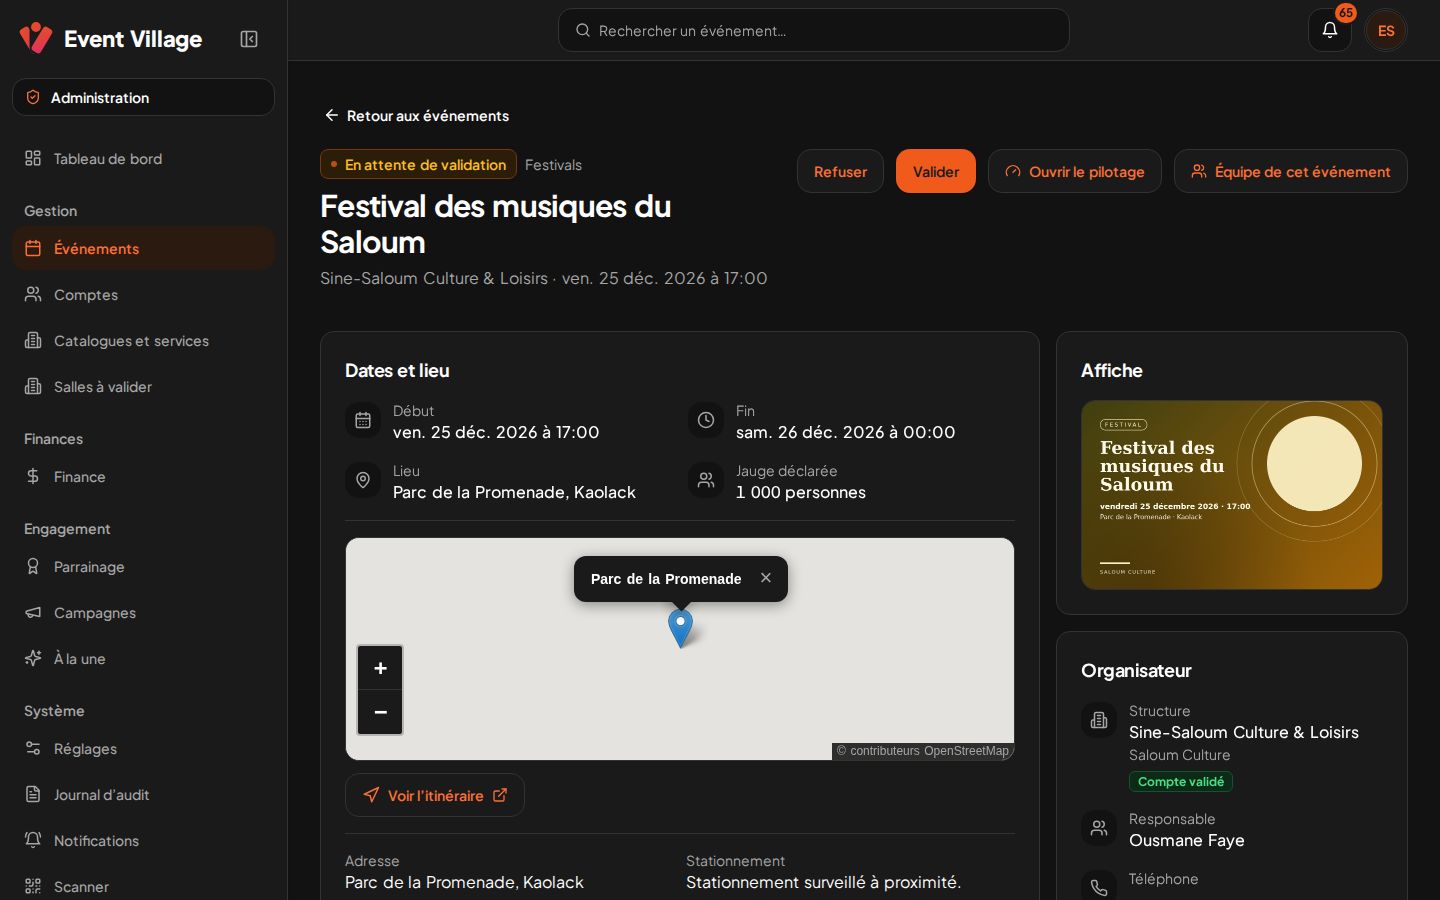 Event Village
Administration
Tableau de bord
Gestion
Événements
Comptes
Catalogues et services
Salles à valider
Finances
Finance
Engagement
Parrainage
Campagnes
À la une
Système
Réglages
Journal d'audit
Notifications
Scanner
Rechercher un événement…
65
ES
Retour aux événements
En attente de validation
Festivals
Refuser
Valider
Ouvrir le pilotage
Équipe de cet événement
Festival des musiques du
Saloum
Sine-Saloum Culture & Loisirs · ven. 25 déc. 2026 à 17:00
Dates et lieu
Début
ven. 25 déc. 2026 à 17:00
Fin
sam. 26 déc. 2026 à 00:00
Lieu
Parc de la Promenade, Kaolack
Jauge déclarée
1 000 personnes
Parc de la Promenade ×
+
−
© contributeurs OpenStreetMap
Voir l'itinéraire
Adresse
Parc de la Promenade, Kaolack
Stationnement
Stationnement surveillé à proximité.
Affiche
FESTIVAL
Festival des
musiques du
Saloum
vendredi 25 décembre 2026 · 17:00
Parc de la Promenade · Kaolack
SALOUM CULTURE
Organisateur
Structure
Sine-Saloum Culture & Loisirs
Saloum Culture
Compte validé
Responsable
Ousmane Faye
Téléphone